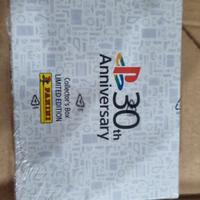 30th
Anniversary
Collector's Box
LIMITED EDITION
PANINI